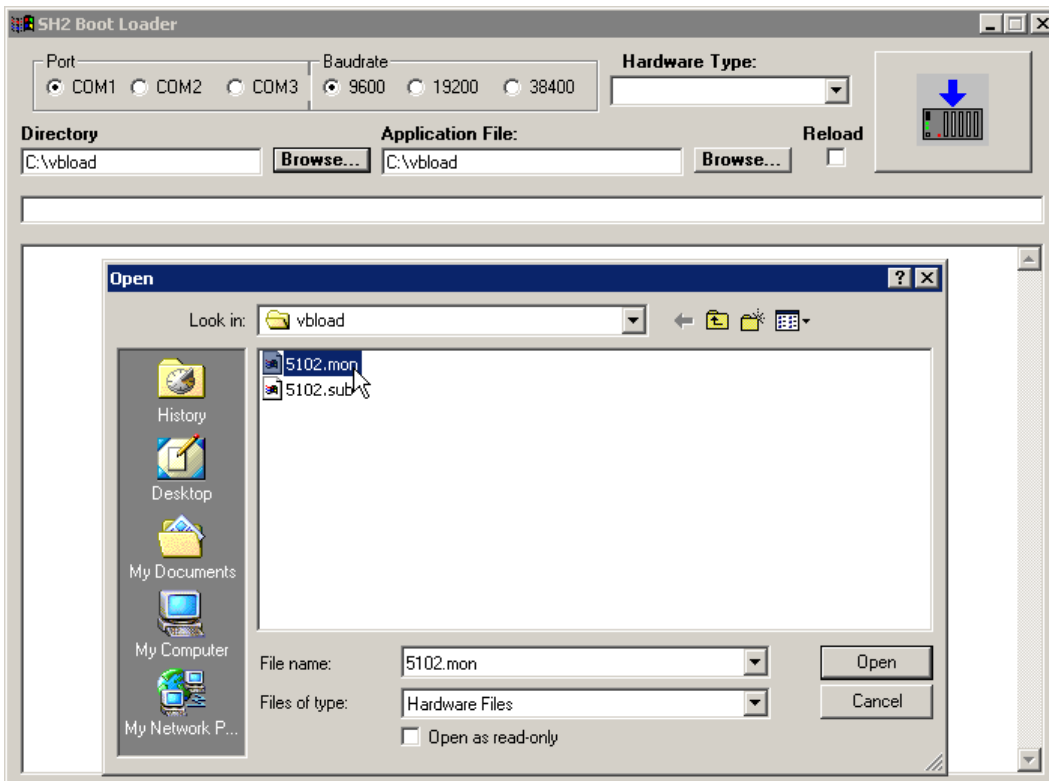 SH2 Boot Loader
Port
COM1 COM2 COM3
Baudrate
9600 19200 38400
Hardware Type:
Directory
C:\vbload
Browse...
Application File:
C:\vbload
Browse...
Reload
Open
Look in:
vbload
5102.mon
5102.sub
History
Desktop
My Documents
My Computer
My Network P...
File name:
5102.mon
Open
Files of type:
Hardware Files
Cancel
Open as read-only